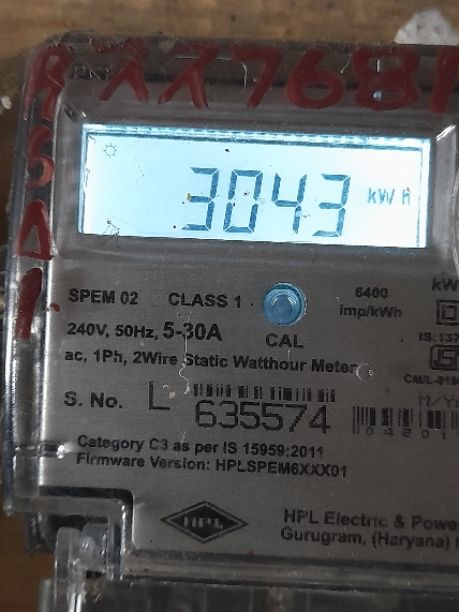 3043 kWh
SPEM 02 CLASS 1 6400
imp/kWh
240V, 50Hz, 5-30A CAL
ac, 1Ph, 2Wire Static Watthour Meter
S. No. L 635574
Category C3 as per IS 15959:2011
Firmware Version: HPLSPEM6XXX01
HPL
HPL Electric & Powe
Gurugram, (Haryana)